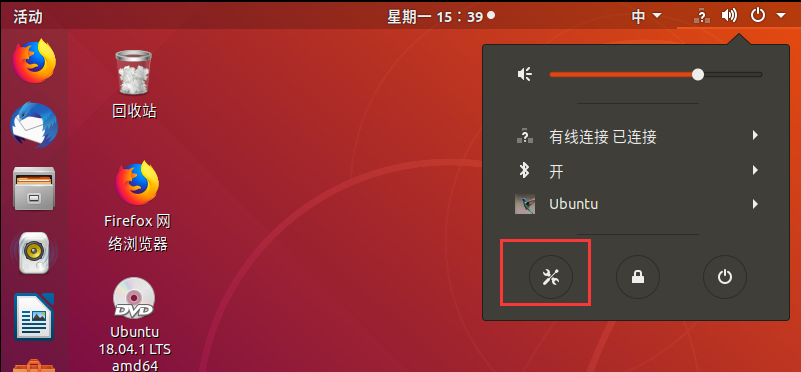 活动
星期一 15：39
中
回收站
Firefox 网
络浏览器
DVD
Ubuntu
18.04.1 LTS
amd64
有线连接 已连接
开
Ubuntu